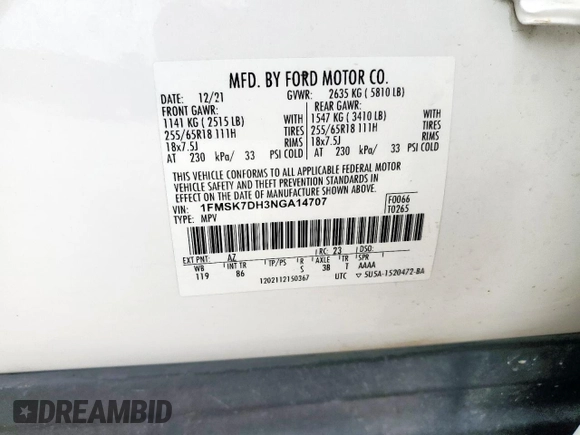 MFD. BY FORD MOTOR CO.
DATE: 12/21 GVWR: 2635 KG ( 5810 LB)
FRONT GAWR: REAR GAWR:
1141 KG ( 2515 LB) WITH 1547 KG ( 3410 LB) WITH
255/65R18 111H TIRES 255/65R18 111H TIRES
18x7.5J RIMS 18x7.5J RIMS
AT 230 kPa/ 33 PSI COLD AT 230 kPa/ 33 PSI COLD
THIS VEHICLE CONFORMS TO ALL APPLICABLE FEDERAL MOTOR
VEHICLE SAFETY AND THEFT PREVENTION STANDARDS IN
EFFECT ON THE DATE OF MANUFACTURE SHOWN ABOVE.
VIN: 1FMSK7DH3NGA14707 F0066
TYPE: MPV T0265
EXT PNT: AZ RC: 23 DSO:
WB INT TR TP/PS R AXLE TR SPR
119 86 S 3B T AAAA
1202112150367 UTC ▽ 5U5A-1520472-BA
DREAMBID